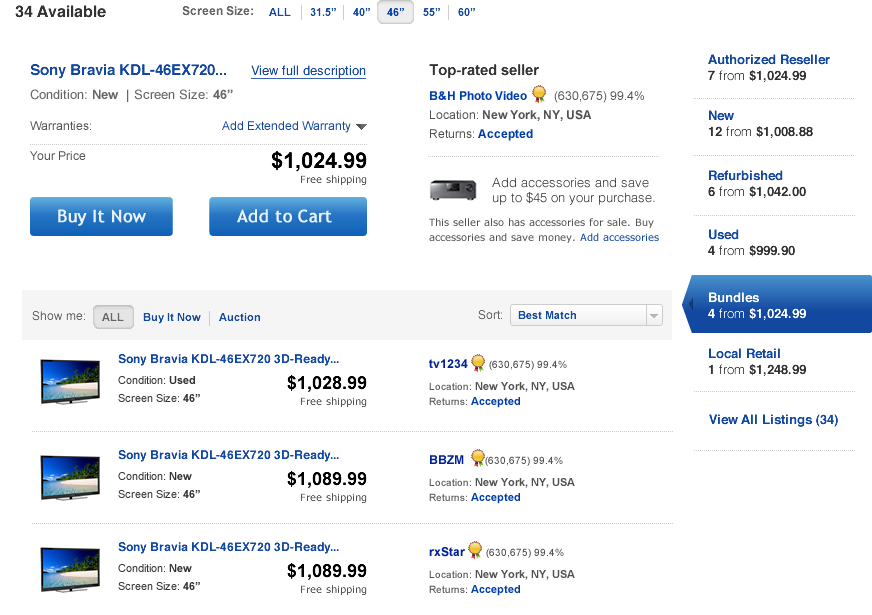 34 Available
Screen Size: ALL 31.5” 40” 46” 55” 60”
Sony Bravia KDL-46EX720... View full description
Condition: New | Screen Size: 46”
Warranties: Add Extended Warranty
Your Price $1,024.99
Free shipping
Buy It Now Add to Cart
Top-rated seller
B&H Photo Video (630,675) 99.4%
Location: New York, NY, USA
Returns: Accepted
Add accessories and save
up to $45 on your purchase.
This seller also has accessories for sale. Buy
accessories and save money. Add accessories
Show me: ALL Buy It Now Auction
Sort: Best Match
Sony Bravia KDL-46EX720 3D-Ready...
Condition: Used
Screen Size: 46”
$1,028.99
Free shipping
tv1234 (630,675) 99.4%
Location: New York, NY, USA
Returns: Accepted
Sony Bravia KDL-46EX720 3D-Ready...
Condition: New
Screen Size: 46”
$1,089.99
Free shipping
BBZM (630,675) 99.4%
Location: New York, NY, USA
Returns: Accepted
Sony Bravia KDL-46EX720 3D-Ready...
Condition: New
Screen Size: 46”
$1,089.99
Free shipping
rxStar (630,675) 99.4%
Location: New York, NY, USA
Returns: Accepted
Authorized Reseller
7 from $1,024.99
New
12 from $1,008.88
Refurbished
6 from $1,042.00
Used
4 from $999.90
Bundles
4 from $1,024.99
Local Retail
1 from $1,248.99
View All Listings (34)